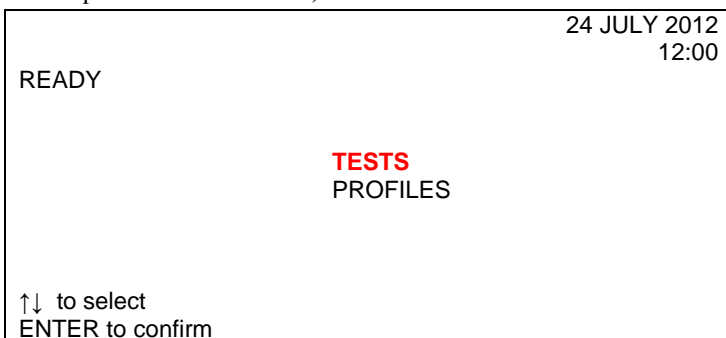 24 JULY 2012
12:00
READY
TESTS
PROFILES
↑↓ to select
ENTER to confirm